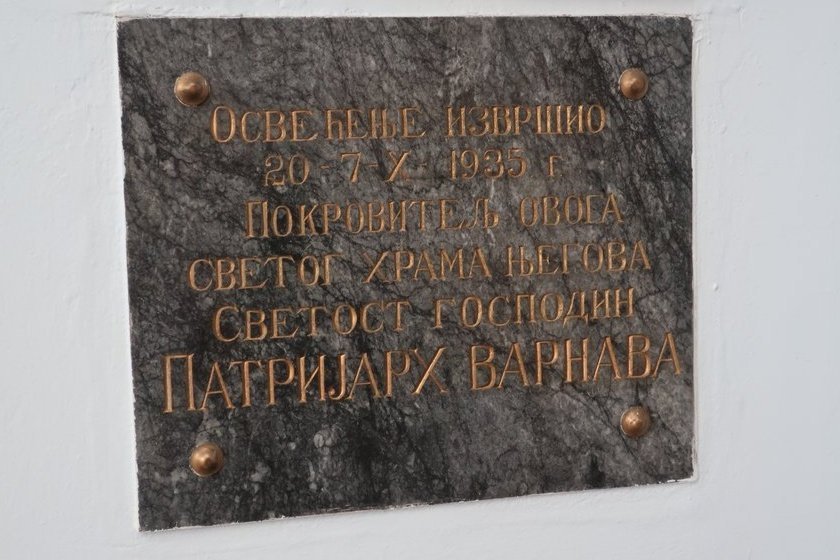 Освећење извршио
20-7-X-1935 г.
Покровитељ овога
светог храма његова
Светост господин
Патријарх Варнава